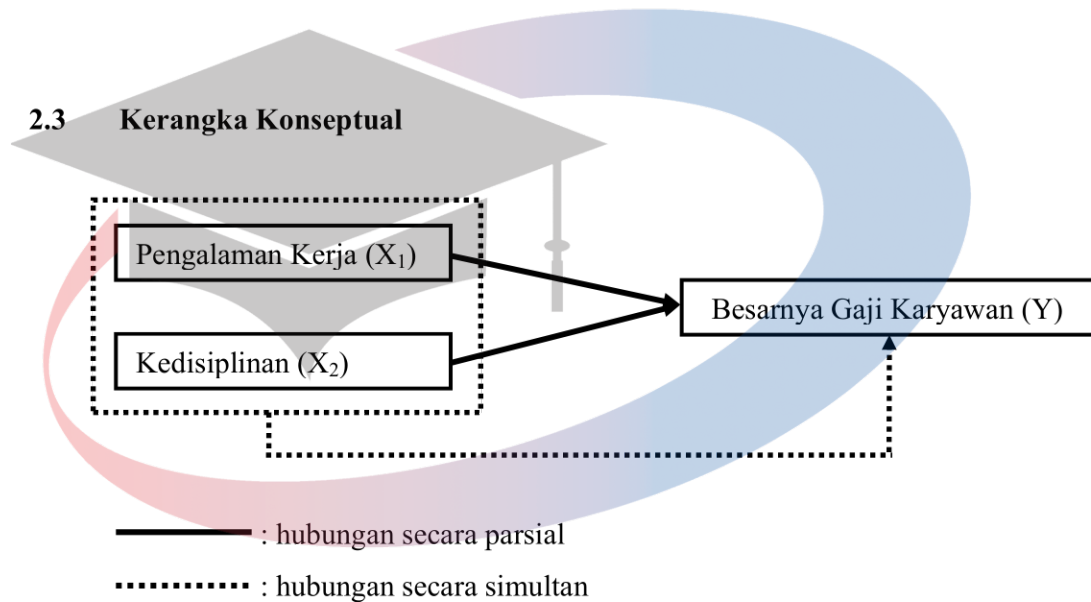 2.3 Kerangka Konseptual
Pengalaman Kerja (X₁)
Besarnya Gaji Karyawan (Y)
Kedisiplinan (X₂)
: hubungan secara parsial
: hubungan secara simultan